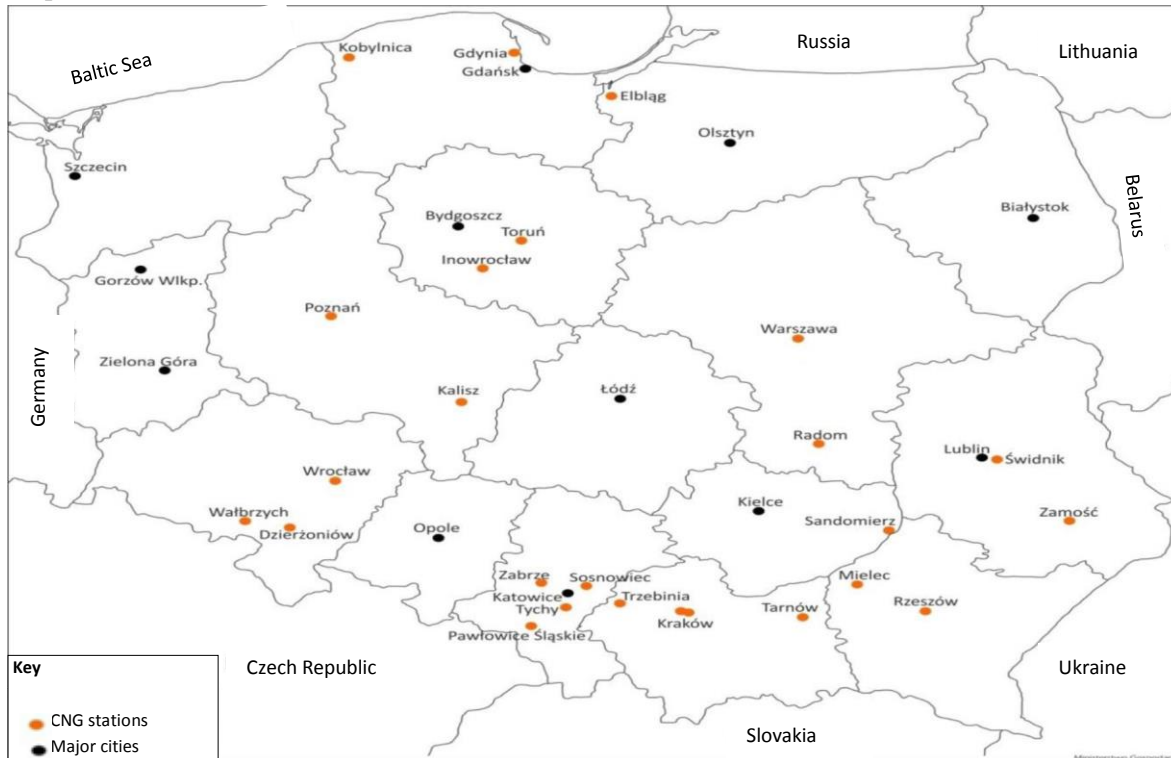 Baltic Sea
Kobylnica
Gdynia
Gdańsk
Russia
Lithuania
Elbląg
Olsztyn
Szczecin
Belarus
Białystok
Bydgoszcz
Toruń
Inowrocław
Gorzów Wlkp.
Poznań
Warszawa
Germany
Zielona Góra
Kalisz
Łódź
Radom
Lublin
Świdnik
Wrocław
Wałbrzych
Dzierżoniów
Opole
Kielce
Sandomierz
Zamość
Zabrze
Sosnowiec
Katowice
Tychy
Trzebinia
Kraków
Tarnów
Mielec
Rzeszów
Pawłowice Śląskie
Czech Republic
Ukraine
Slovakia
Key
CNG stations
Major cities